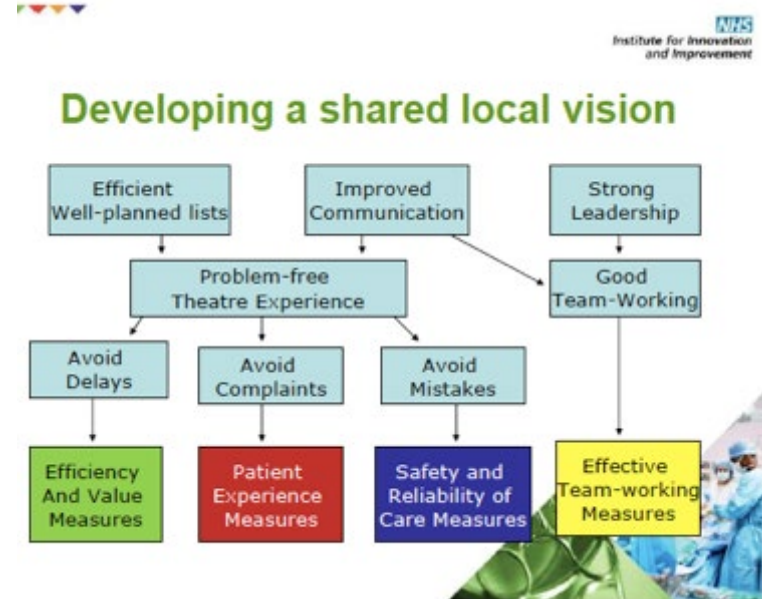 NHS
Institute for Innovation
and Improvement
Developing a shared local vision
Efficient
Well-planned lists
Improved
Communication
Strong
Leadership
Problem-free
Theatre Experience
Good
Team-Working
Avoid
Delays
Avoid
Complaints
Avoid
Mistakes
Efficiency
And Value
Measures
Patient
Experience
Measures
Safety and
Reliability of
Care Measures
Effective
Team-working
Measures